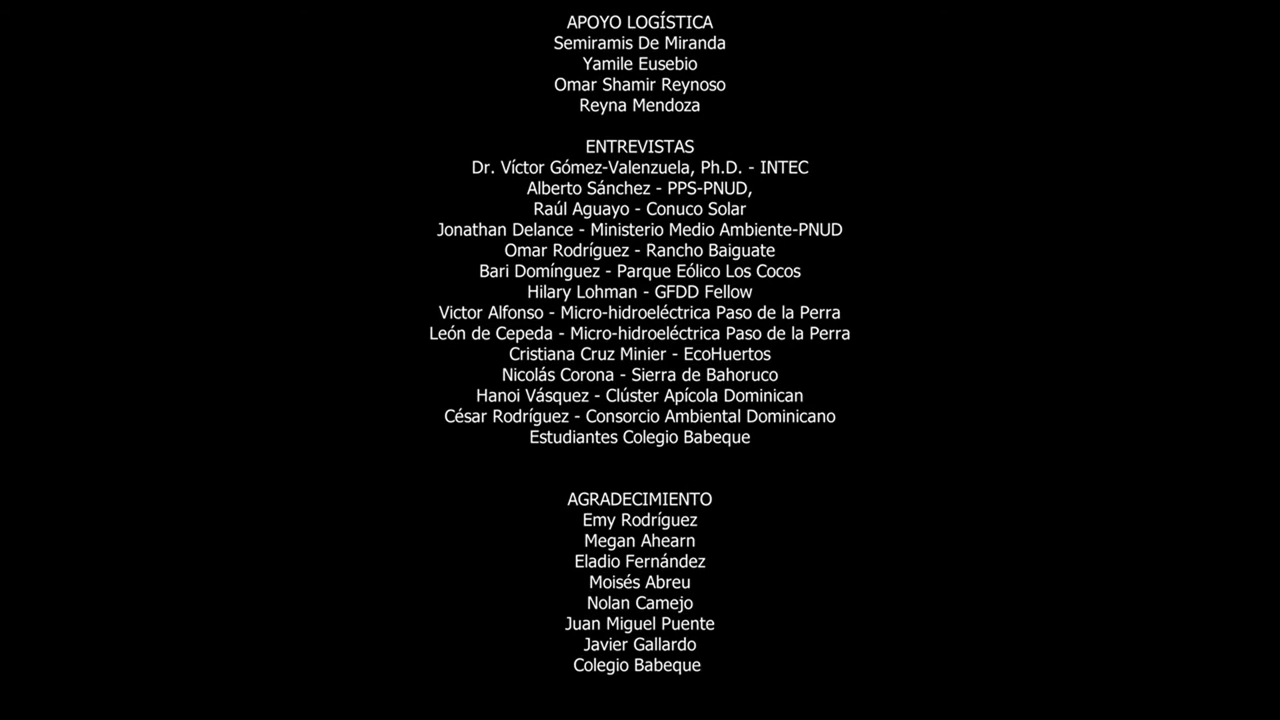 APOYO LOGÍSTICA
Semiramis De Miranda
Yamile Eusebio
Omar Shamir Reynoso
Reyna Mendoza
ENTREVISTAS
Dr. Víctor Gómez-Valenzuela, Ph.D. - INTEC
Alberto Sánchez - PPS-PNUD,
Raúl Aguayo - Conuco Solar
Jonathan Delance - Ministerio Medio Ambiente-PNUD
Omar Rodríguez - Rancho Baiguate
Bari Domínguez - Parque Eólico Los Cocos
Hilary Lohman - GFDD Fellow
Victor Alfonso - Micro-hidroeléctrica Paso de la Perra
León de Cepeda - Micro-hidroeléctrica Paso de la Perra
Cristiana Cruz Minier - EcoHuertos
Nicolás Corona - Sierra de Bahoruco
Hanoi Vásquez - Clúster Apícola Dominican
César Rodríguez - Consorcio Ambiental Dominicano
Estudiantes Colegio Babeque
AGRADECIMIENTO
Emy Rodríguez
Megan Ahearn
Eladio Fernández
Moisés Abreu
Nolan Camejo
Juan Miguel Puente
Javier Gallardo
Colegio Babeque